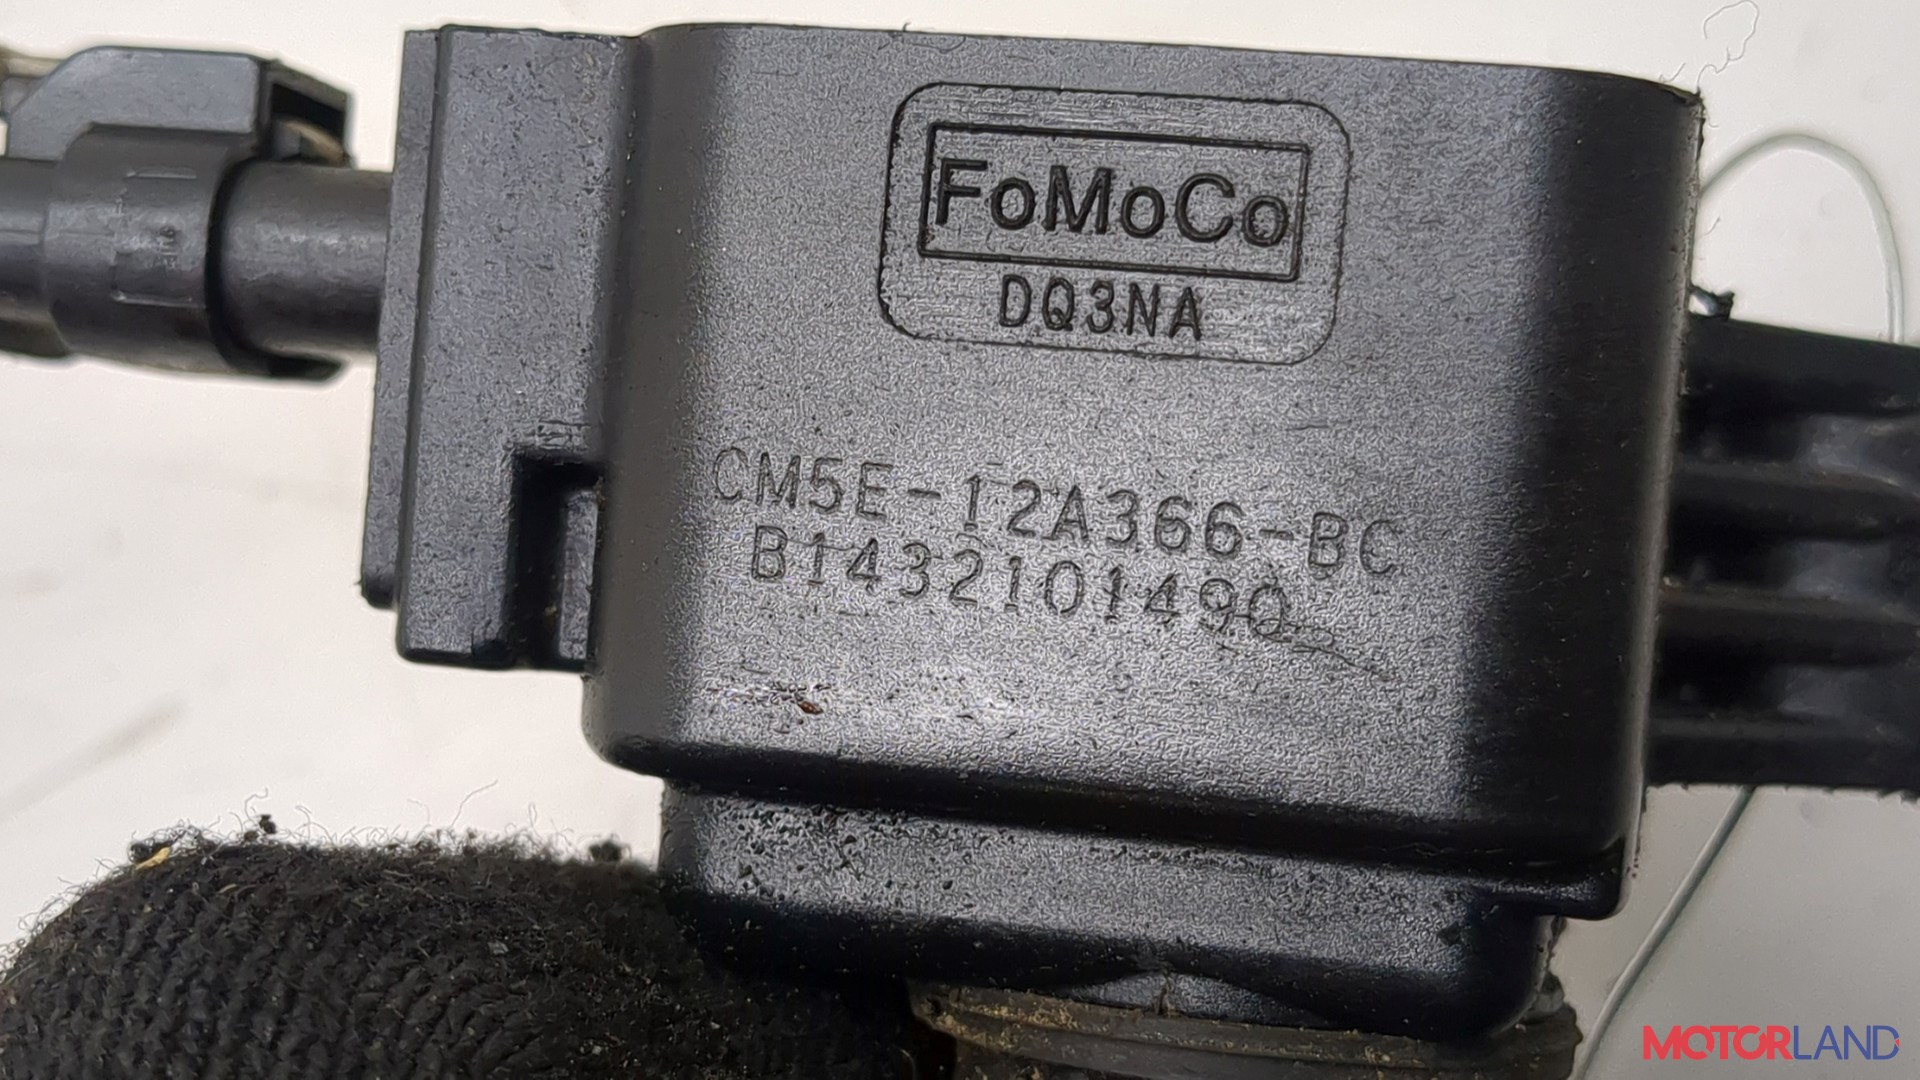 FoMoCo
DQ3NA
CM5E-12A366-BC
B1432101490
MOTORLAND